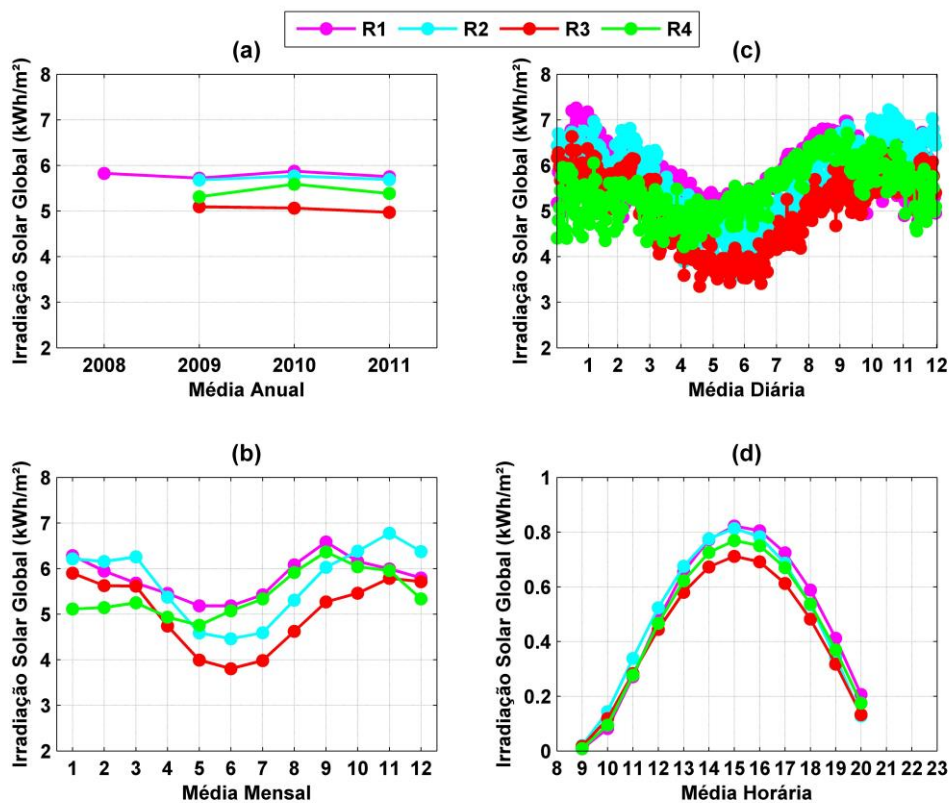 R1 R2 R3 R4
(a)
Irradiação Solar Global (kWh/m²)
8
7
6
5
4
3
2
2008 2009 2010 2011
Média Anual
(c)
Irradiação Solar Global (kWh/m²)
8
7
6
5
4
3
2
1 2 3 4 5 6 7 8 9 10 11 12
Média Diária
(b)
Irradiação Solar Global (kWh/m²)
8
7
6
5
4
3
2
1 2 3 4 5 6 7 8 9 10 11 12
Média Mensal
(d)
Irradiação Solar Global (kWh/m²)
1
0.8
0.6
0.4
0.2
0
8 9 10 11 12 13 14 15 16 17 18 19 20 21 22 23
Média Horária